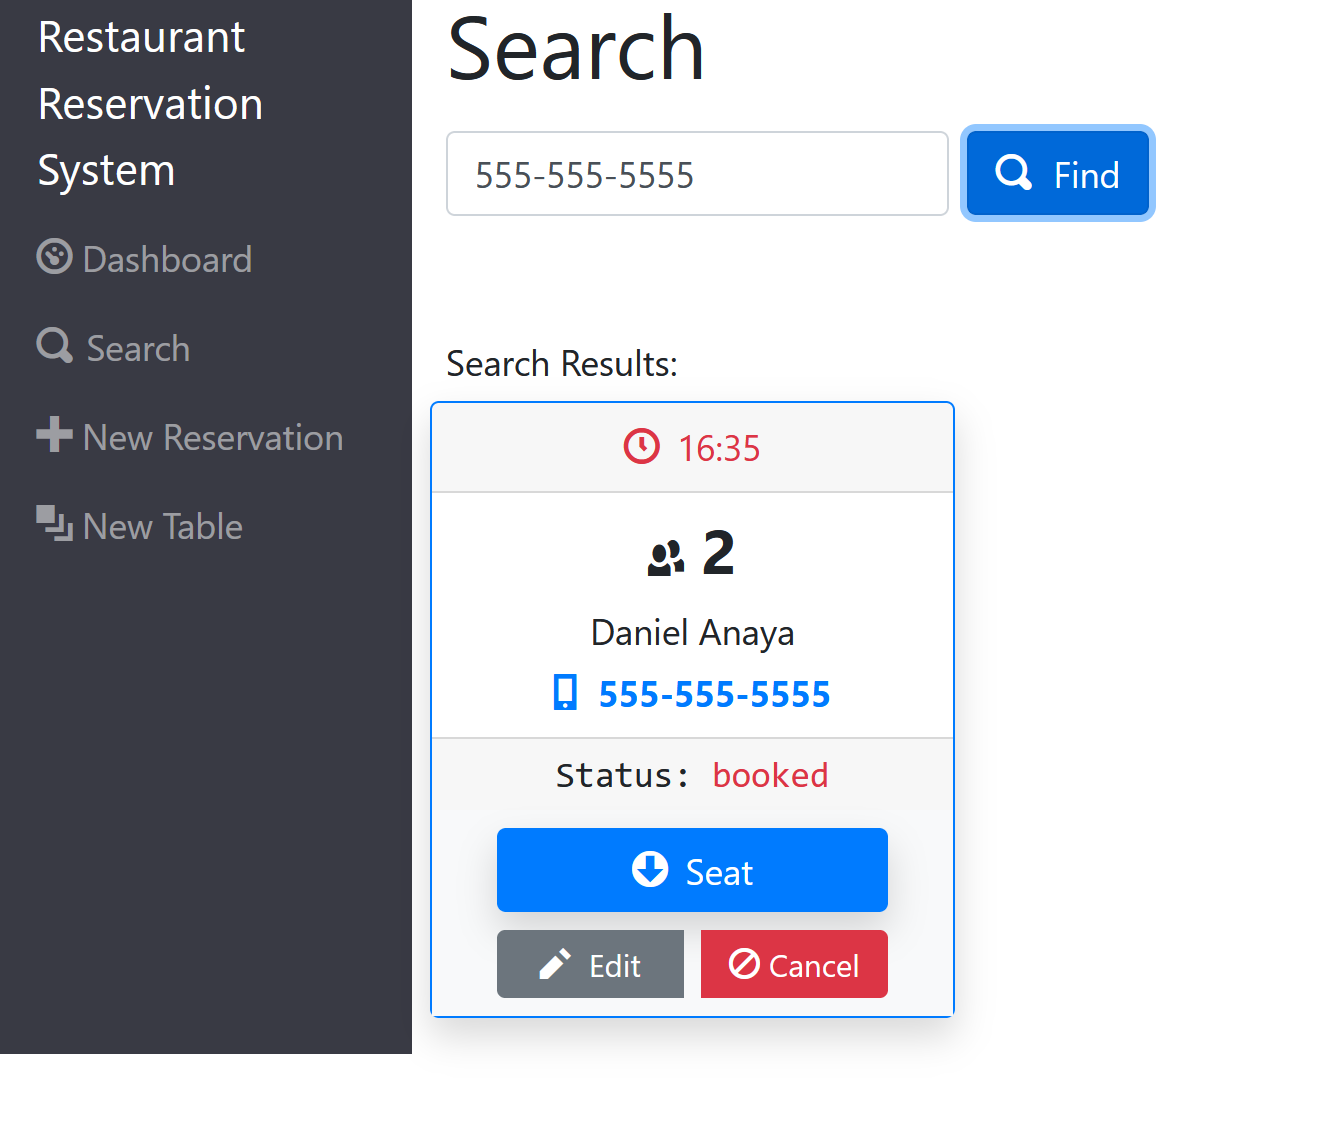 Restaurant
Reservation
System
Dashboard
Search
New Reservation
New Table
Search
555-555-5555
Find
Search Results:
16:35
2
Daniel Anaya
555-555-5555
Status: booked
Seat
Edit
Cancel